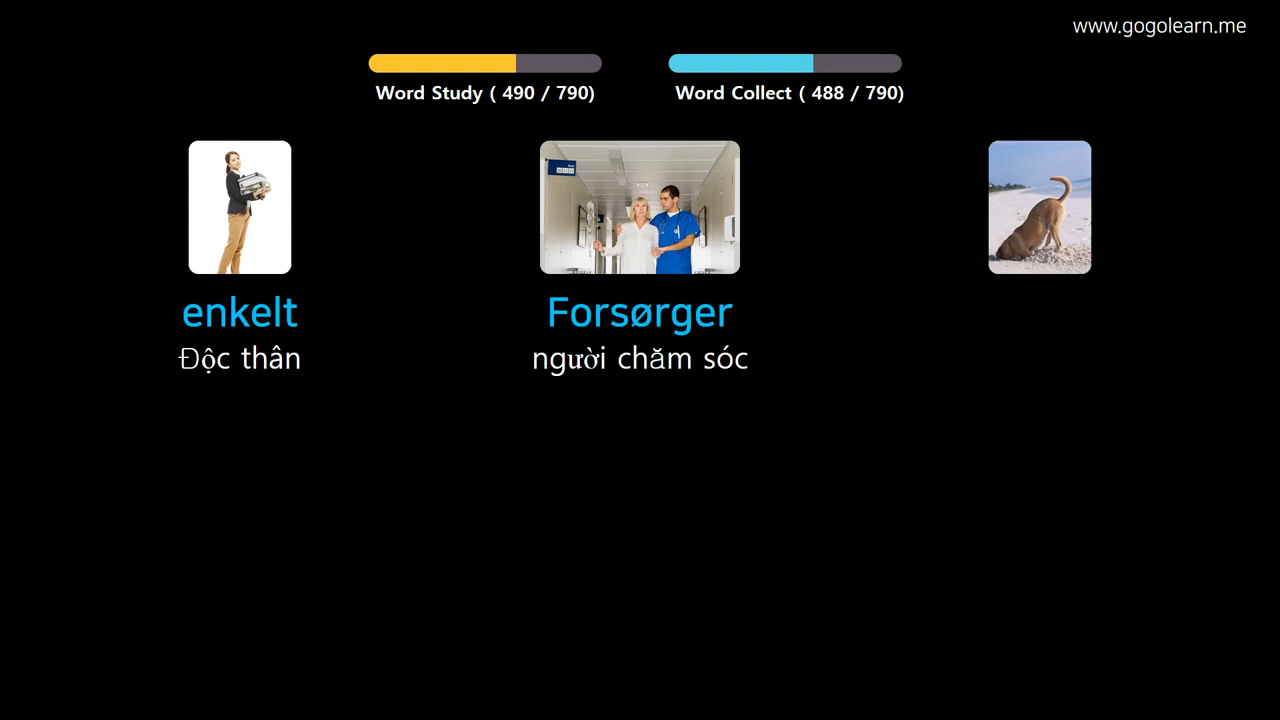 www.gogolearn.me
Word Study ( 490 / 790)
Word Collect ( 488 / 790)
enkelt
Forsørger
Độc thân
người chăm sóc